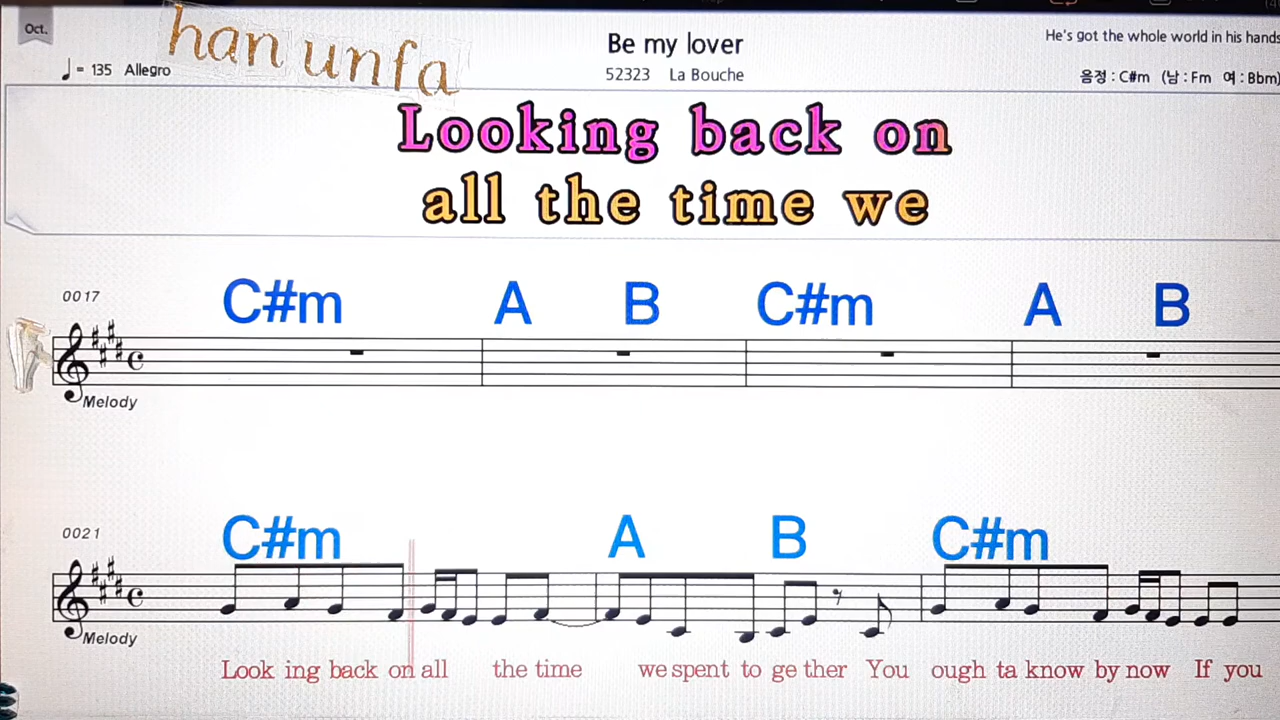 Oct.
han unfa
Be my lover
He's got the whole world in his hands
♩= 135 Allegro
52323 La Bouche
음정 : C#m (남 : Fm 여 : Bbm)
Looking back on
all the time we
0017
C#m A B C#m A B
Melody
0021
C#m A B C#m
Melody
Look ing back on all the time we spent to ge ther You ough ta know by now If you